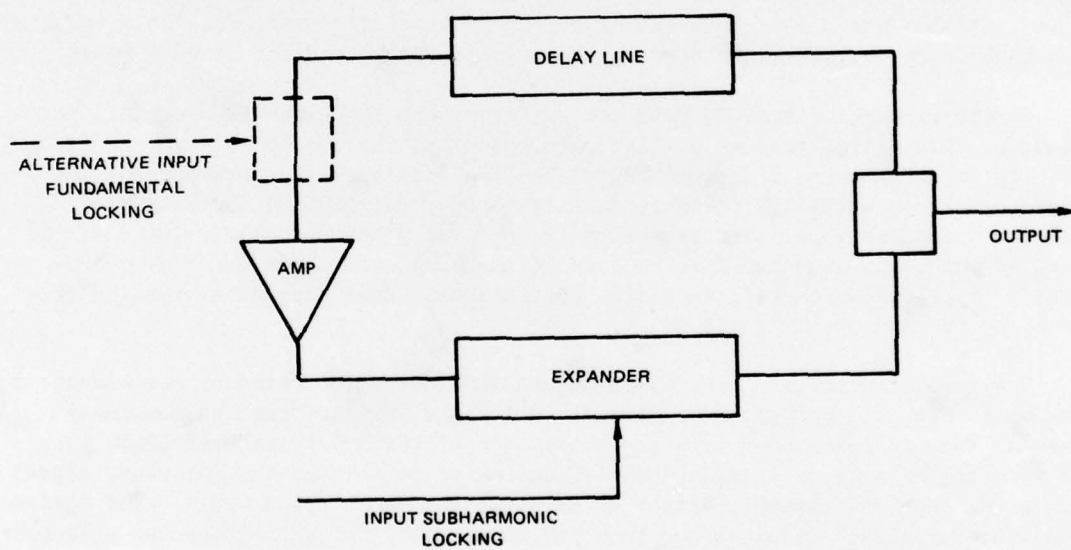 DELAY LINE
ALTERNATIVE INPUT
FUNDAMENTAL
LOCKING
AMP
OUTPUT
EXPANDER
INPUT SUBHARMONIC
LOCKING